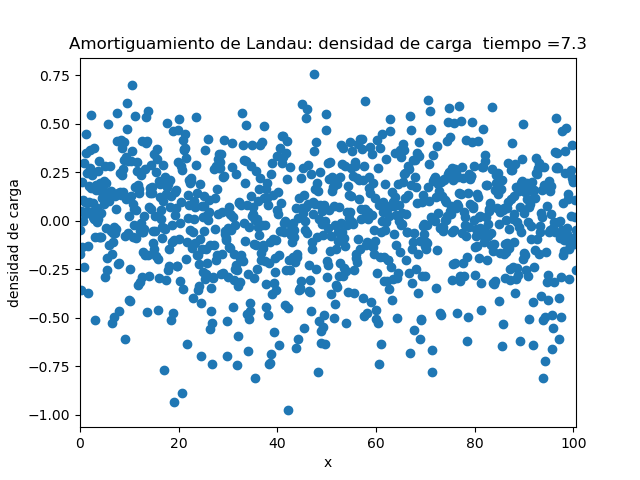 Amortiguamiento de Landau: densidad de carga  tiempo =7.3
densidad de carga
0.75
0.50
0.25
0.00
−0.25
−0.50
−0.75
−1.00
0 20 40 60 80 100
x